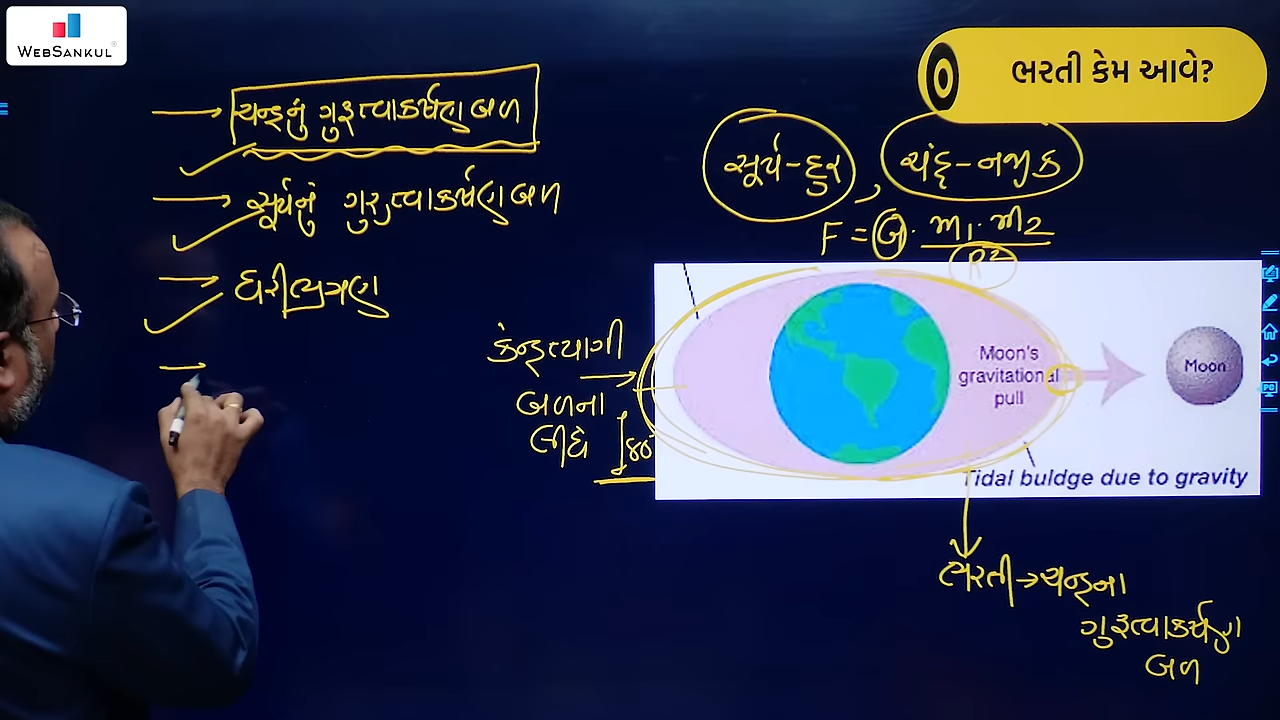 WEBSANKUL
ભરતી કેમ આવે?
ચન્દ્રનું ગુરૂત્વાકર્ષણ બળ
સૂર્યનું ગુરુત્વાકર્ષણ બળ
ધરીભ્રમણ
સૂર્ય-દુર, ચંદ્ર-નજીક
F = G. m1. m2
R2
કેન્દ્રત્યાગી
બળના
લીધે
Moon's
gravitational
pull
Moon
Tidal buldge due to gravity
ભરતી → ચન્દ્રના
ગુરૂત્વાકર્ષણ
બળ